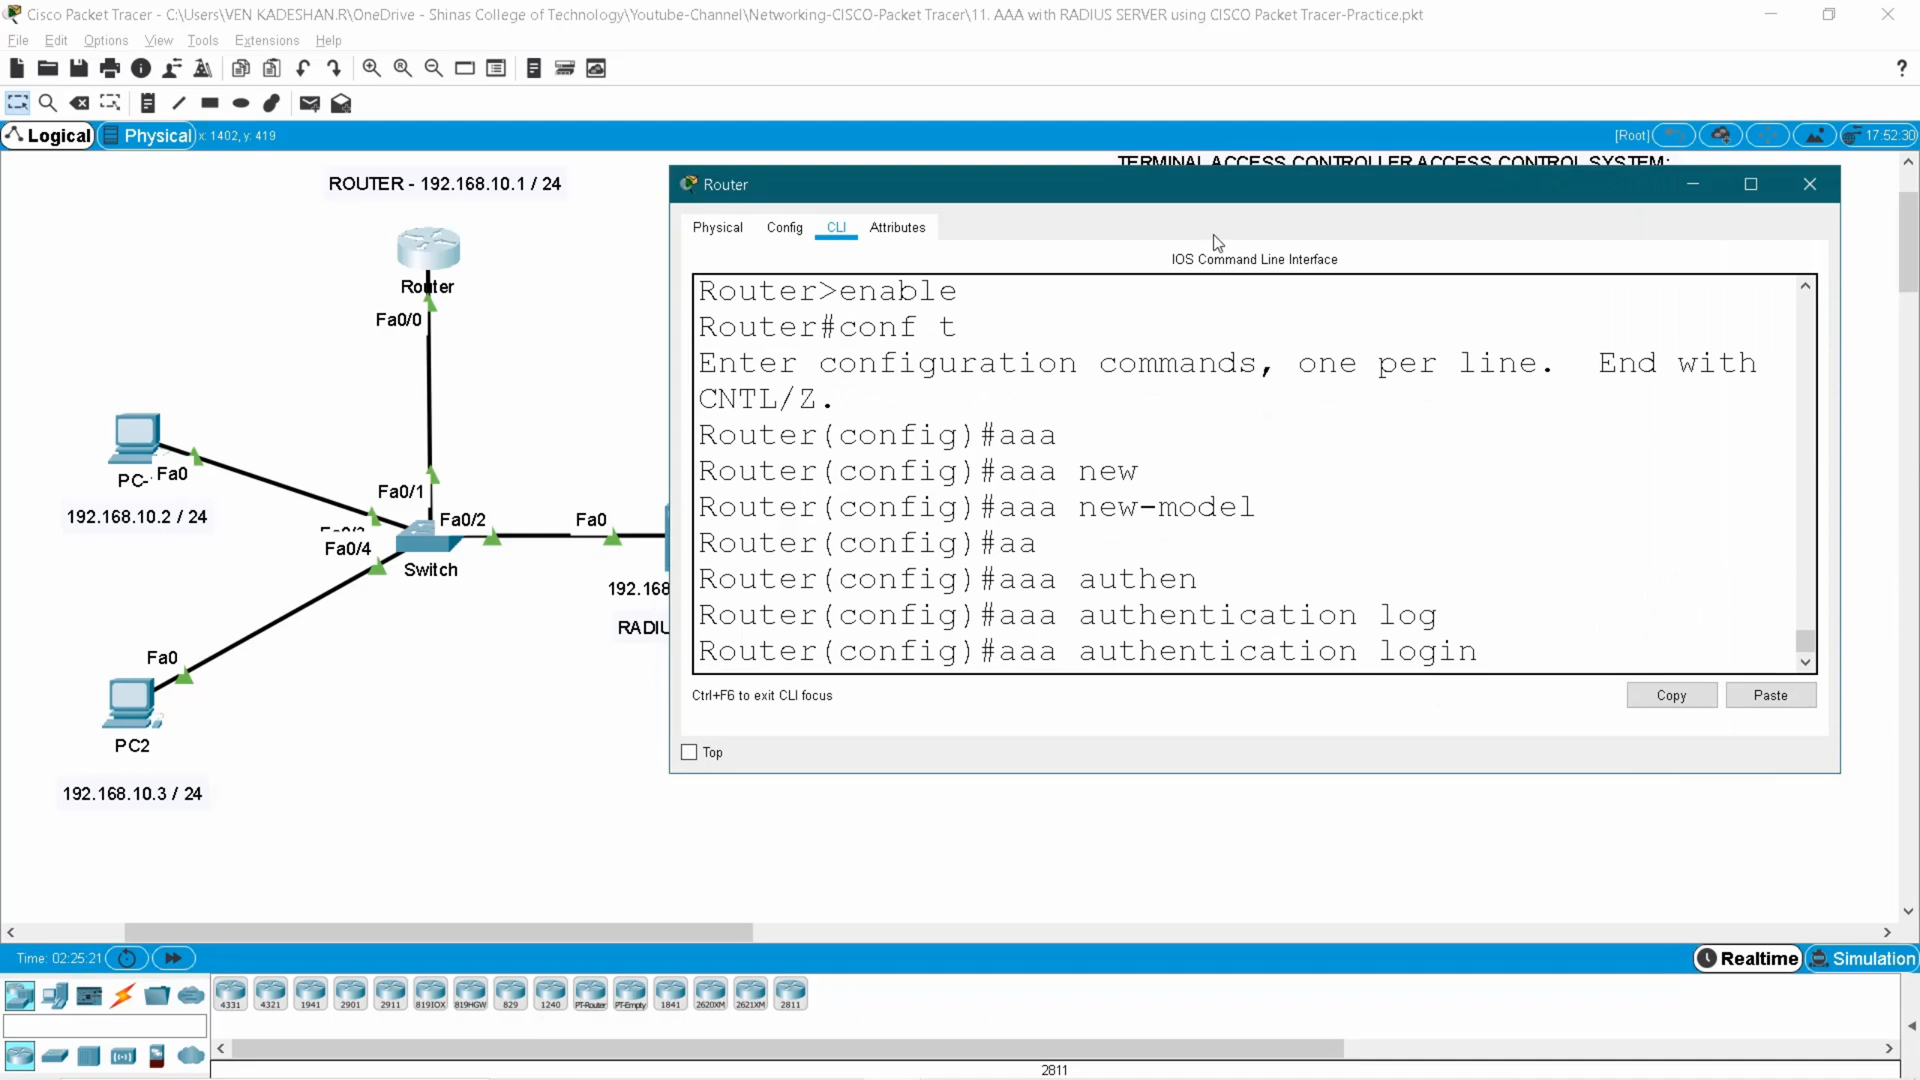 Cisco Packet Tracer - C:\Users\VEN KADESHAN.R\OneDrive - Shinas College of Technology\Youtube-Channel\Networking-CISCO-Packet Tracer\11. AAA with RADIUS SERVER using CISCO Packet Tracer-Practice.pkt
File Edit Options View Tools Extensions Help
?
Logical Physical x: 1402, y: 419 [Root] 17:52:30
TERMINAL ACCESS CONTROLLER ACCESS CONTROL SYSTEM:
ROUTER - 192.168.10.1 / 24
Router
Fa0/0
PC-
Fa0
192.168.10.2 / 24
Fa0/1
Fa0/2
Fa0
Fa0/4
Switch
192.168
RADIU
Fa0
PC2
192.168.10.3 / 24
Router
Physical Config CLI Attributes
IOS Command Line Interface
Router>enable
Router#conf t
Enter configuration commands, one per line. End with
CNTL/Z.
Router(config)#aaa
Router(config)#aaa new
Router(config)#aaa new-model
Router(config)#aa
Router(config)#aaa authen
Router(config)#aaa authentication log
Router(config)#aaa authentication login
Ctrl+F6 to exit CLI focus
Copy Paste
Top
Time: 02:25:21
Realtime Simulation
4331 4321 1941 2901 2911 819IOX 819HGW 829 1240 PT-Router PT-Empty 1841 2620XM 2621XM 2811
2811